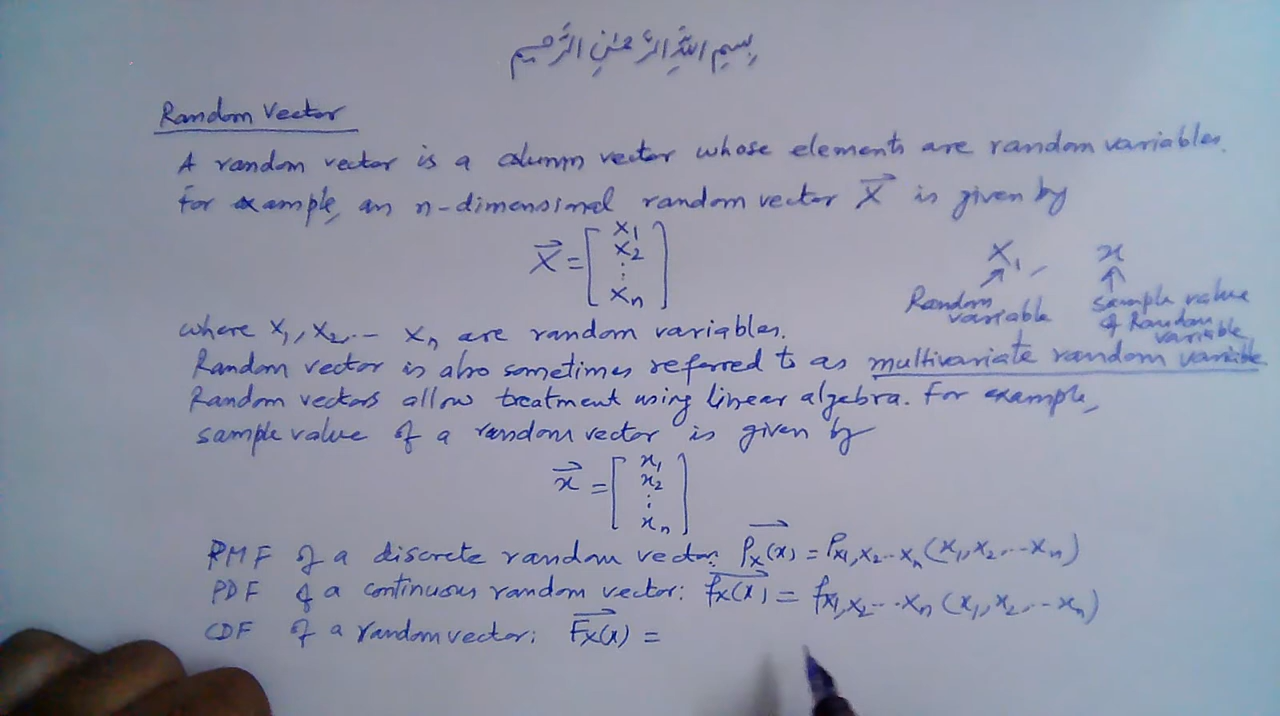 بِسْمِ اللَّهِ الرَّحْمٰنِ الرَّحِيمِ
Random Vector
A random vector is a column vector whose elements are random variables.
For example, an n-dimensional random vector X⃗ is given by
X⃗ = [X₁ X₂ ⋮ Xₙ]
X₁, x
Random variable
sample value of Random variable
where X₁, X₂, ... Xₙ are random variables.
Random vector is also sometimes referred to as multivariate random variable
Random vectors allow treatment using linear algebra. For example,
sample value of a random vector is given by
x⃗ = [x₁ x₂ ⋮ xₙ]
PMF of a discrete random vector: Pₓ(x) = Pₓ₁,ₓ₂...ₓₙ(x₁, x₂, ... xₙ)
PDF of a continuous random vector: fₓ(x) = fₓ₁,ₓ₂...ₓₙ(x₁, x₂, ... xₙ)
CDF of a random vector: Fₓ(x) =